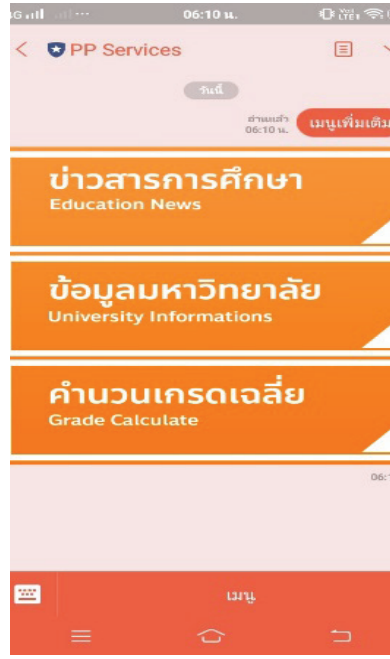 4G 06:10 น. VoLTE
PP Services
วันนี้
อ่านแล้ว
06:10 น.
เมนูเพิ่มเติม
ข่าวสารการศึกษา
Education News
ข้อมูลมหาวิทยาลัย
University Informations
คำนวนเกรดเฉลี่ย
Grade Calculate
เมนู